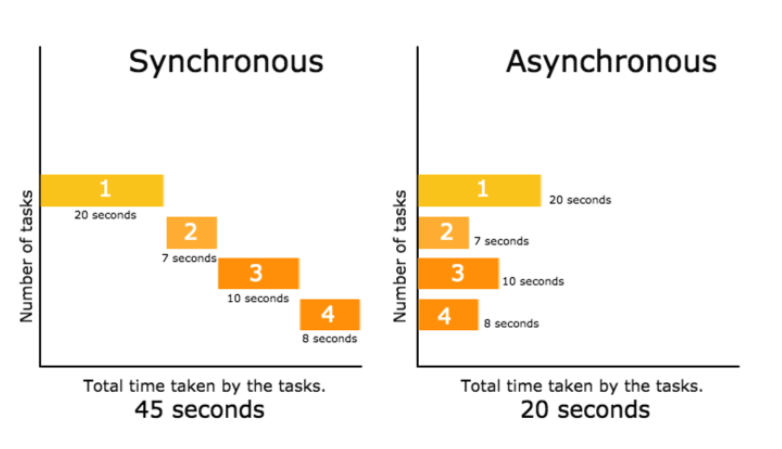 Synchronous
Number of tasks
1
20 seconds
2
7 seconds
3
10 seconds
4
8 seconds
Total time taken by the tasks.
45 seconds
Asynchronous
Number of tasks
1
20 seconds
2
7 seconds
3
10 seconds
4
8 seconds
Total time taken by the tasks.
20 seconds